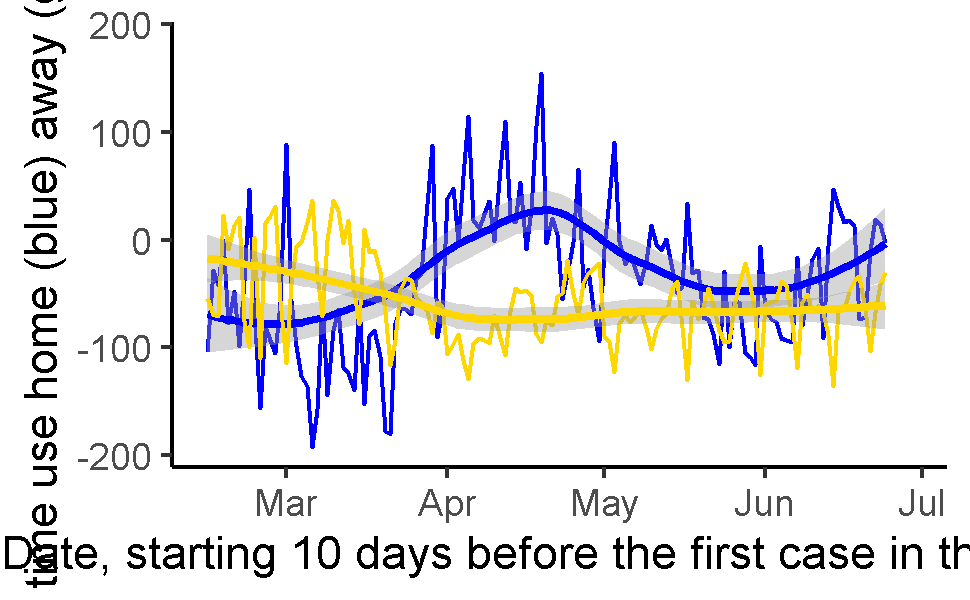 time use home (blue) away (
200
100
0
-100
-200
Mar Apr May Jun Jul
Date, starting 10 days before the first case in th